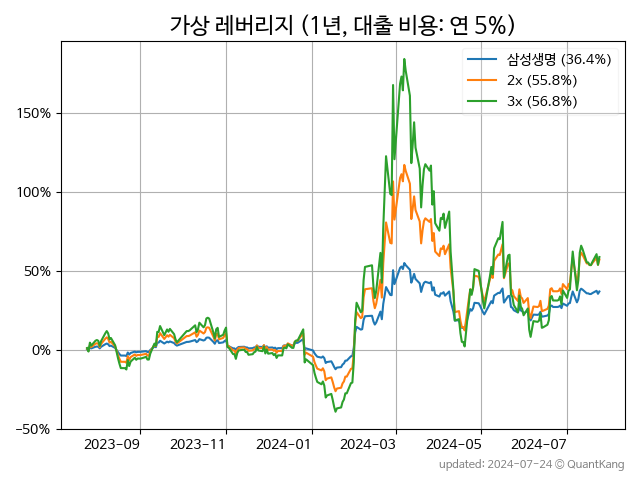 가상 레버리지 (1년, 대출 비용: 연 5%)
삼성생명 (36.4%)
2x (55.8%)
3x (56.8%)
150%
100%
50%
0%
−50%
2023-09 2023-11 2024-01 2024-03 2024-05 2024-07
updated: 2024-07-24 © QuantKang